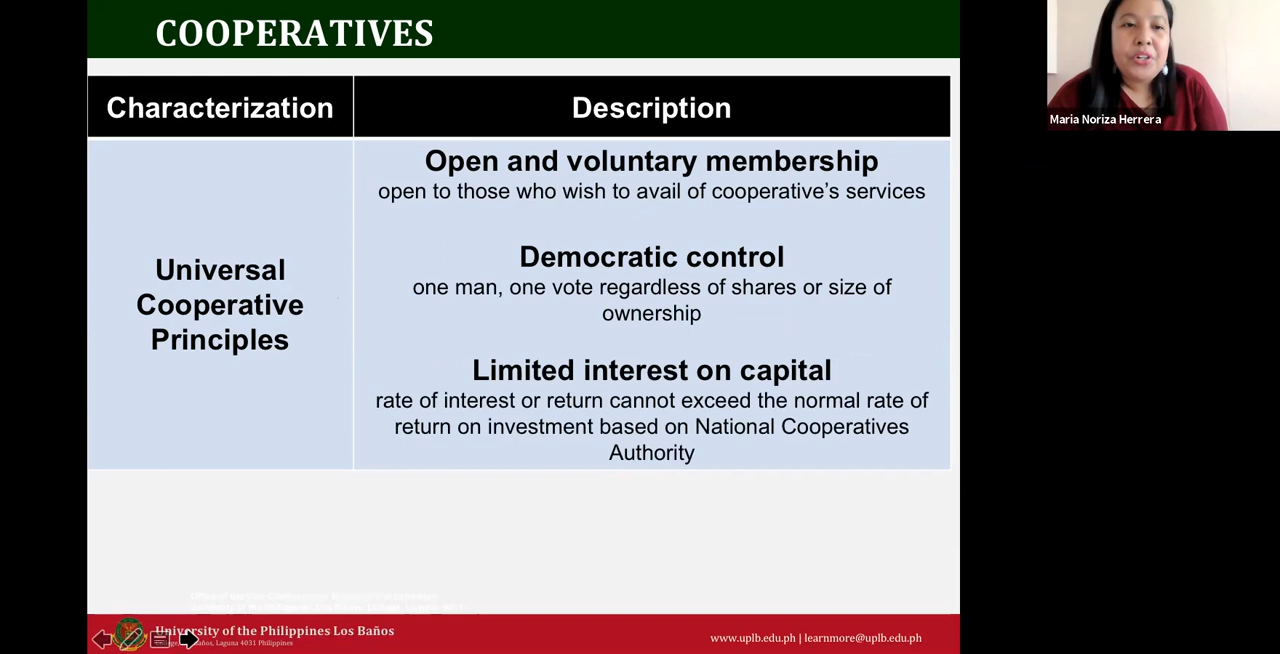 COOPERATIVES
Characterization
Description
Universal
Cooperative
Principles
Open and voluntary membership
open to those who wish to avail of cooperative's services
Democratic control
one man, one vote regardless of shares or size of
ownership
Limited interest on capital
rate of interest or return cannot exceed the normal rate of
return on investment based on National Cooperatives
Authority
Maria Noriza Herrera
University of the Philippines Los Baños
Laguna 4031 Philippines
www.uplb.edu.ph | learnmore@uplb.edu.ph